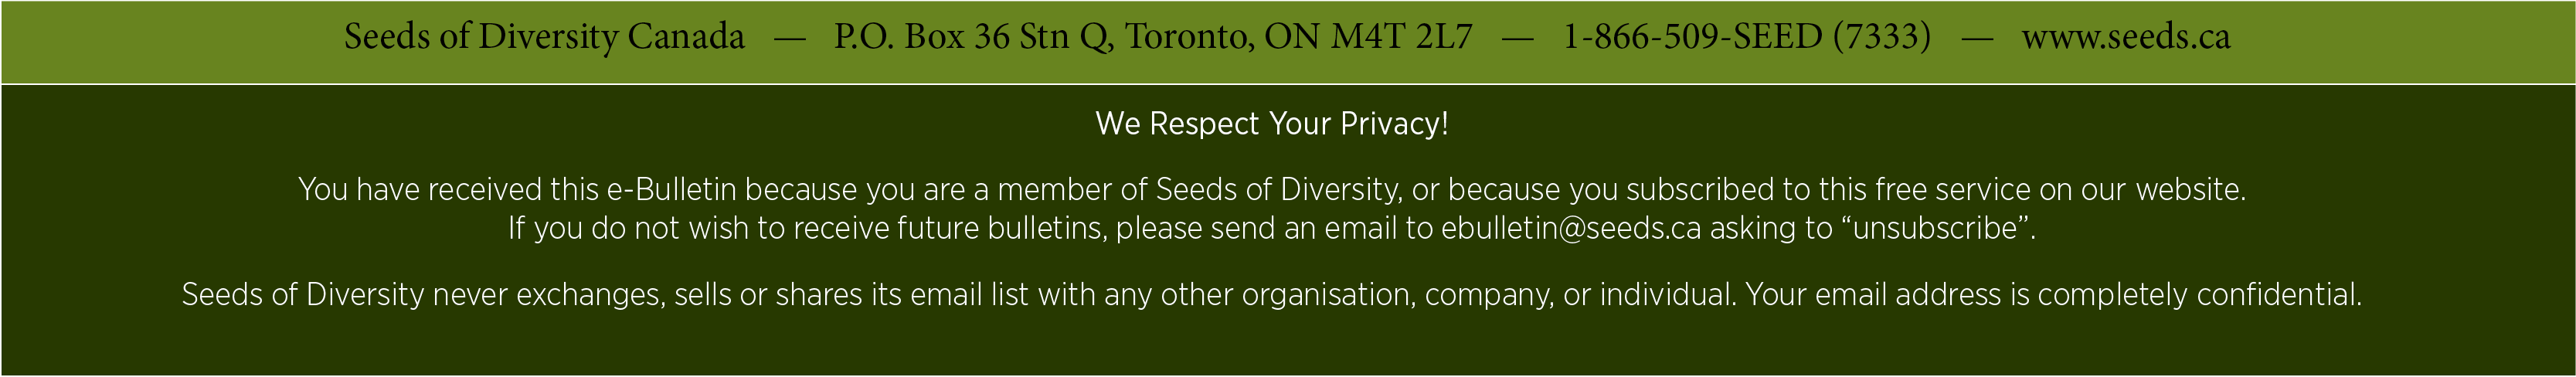 Seeds of Diversity Canada — P.O. Box 36 Stn Q, Toronto, ON M4T 2L7 — 1-866-509-SEED (7333) — www.seeds.ca
We Respect Your Privacy!
You have received this e-Bulletin because you are a member of Seeds of Diversity, or because you subscribed to this free service on our website.
If you do not wish to receive future bulletins, please send an email to ebulletin@seeds.ca asking to “unsubscribe”.
Seeds of Diversity never exchanges, sells or shares its email list with any other organisation, company, or individual. Your email address is completely confidential.